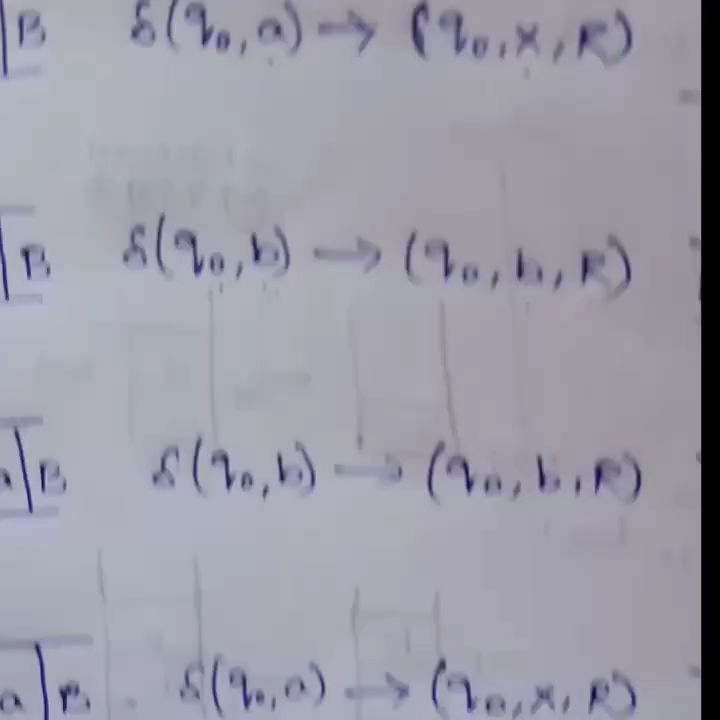 |B δ(q₀,a) → (q₀,x,R)
|B δ(q₀,b) → (q₀,b,R)
a|B δ(q₀,b) → (q₀,b,R)
a|B δ(q₀,a) → (q₀,x,R)